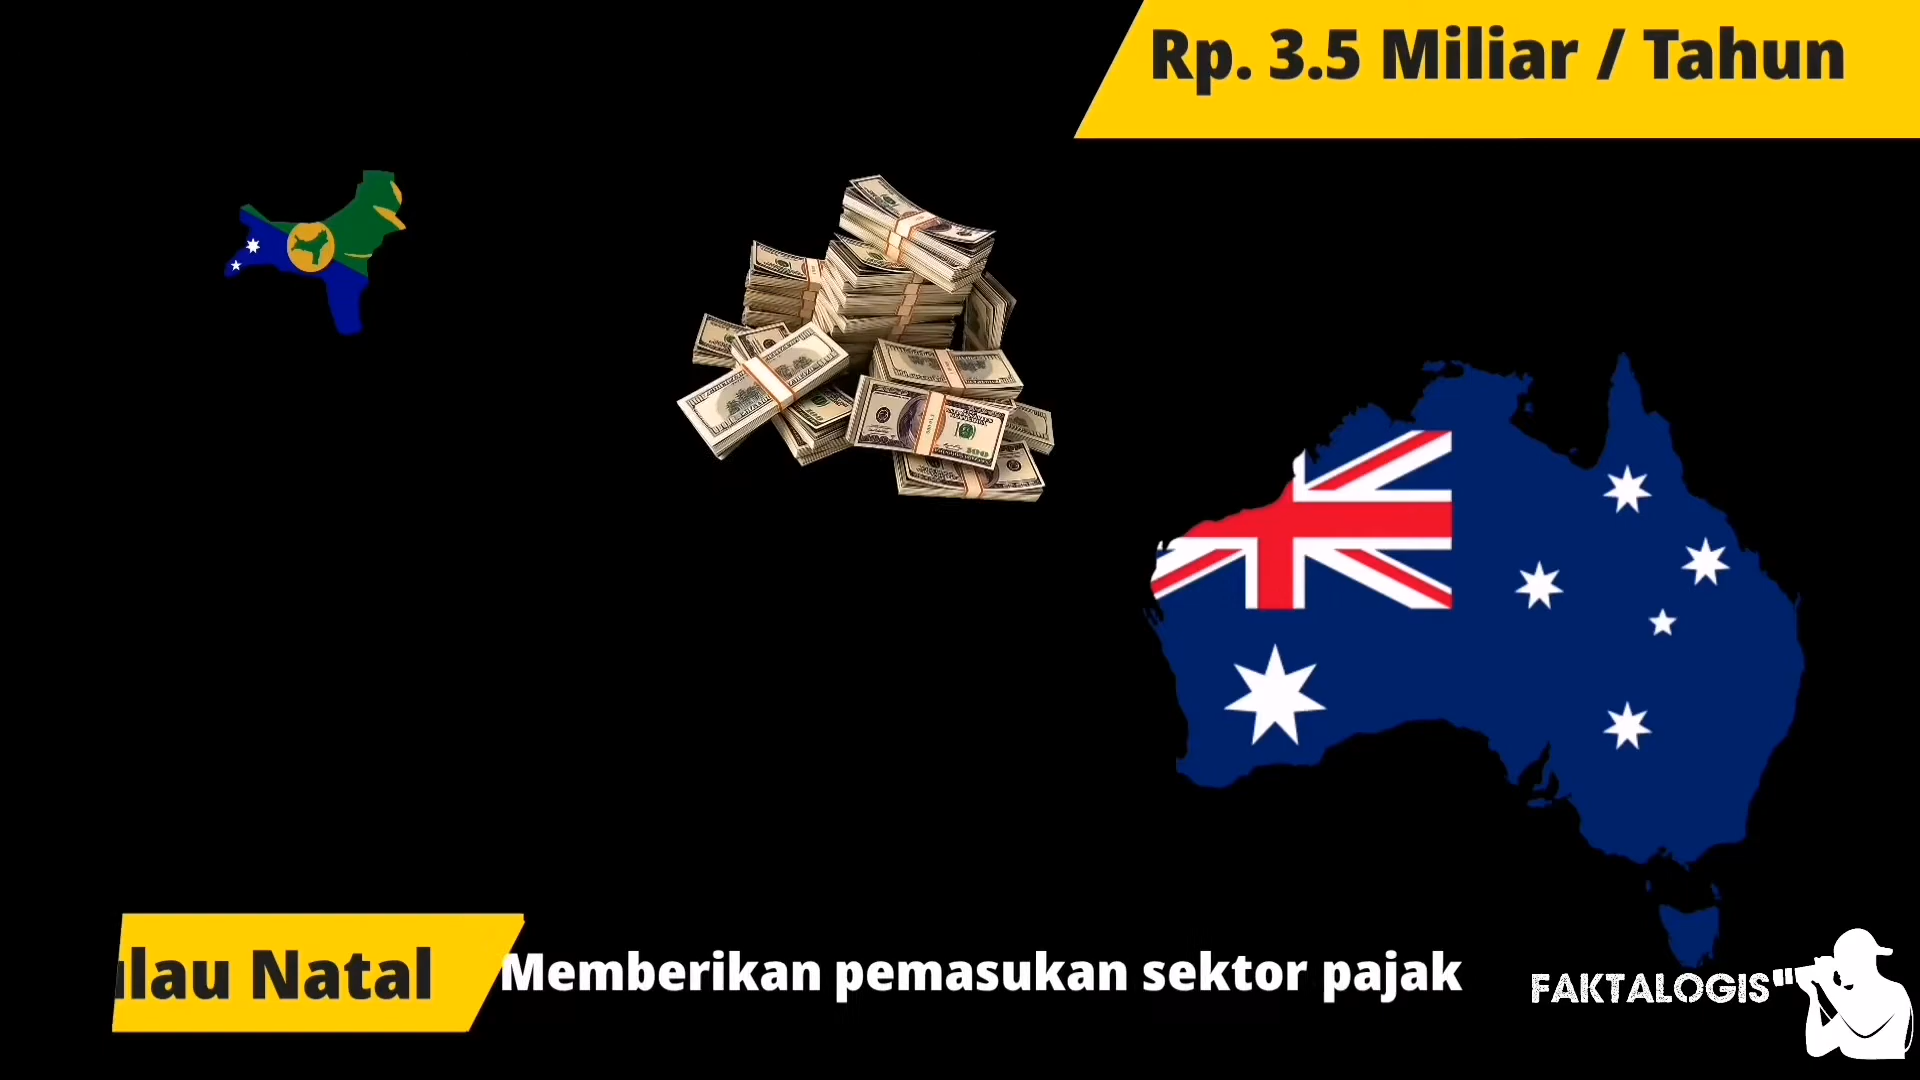 Rp. 3.5 Miliar / Tahun
lau Natal
Memberikan pemasukan sektor pajak
FAKTALOGIS